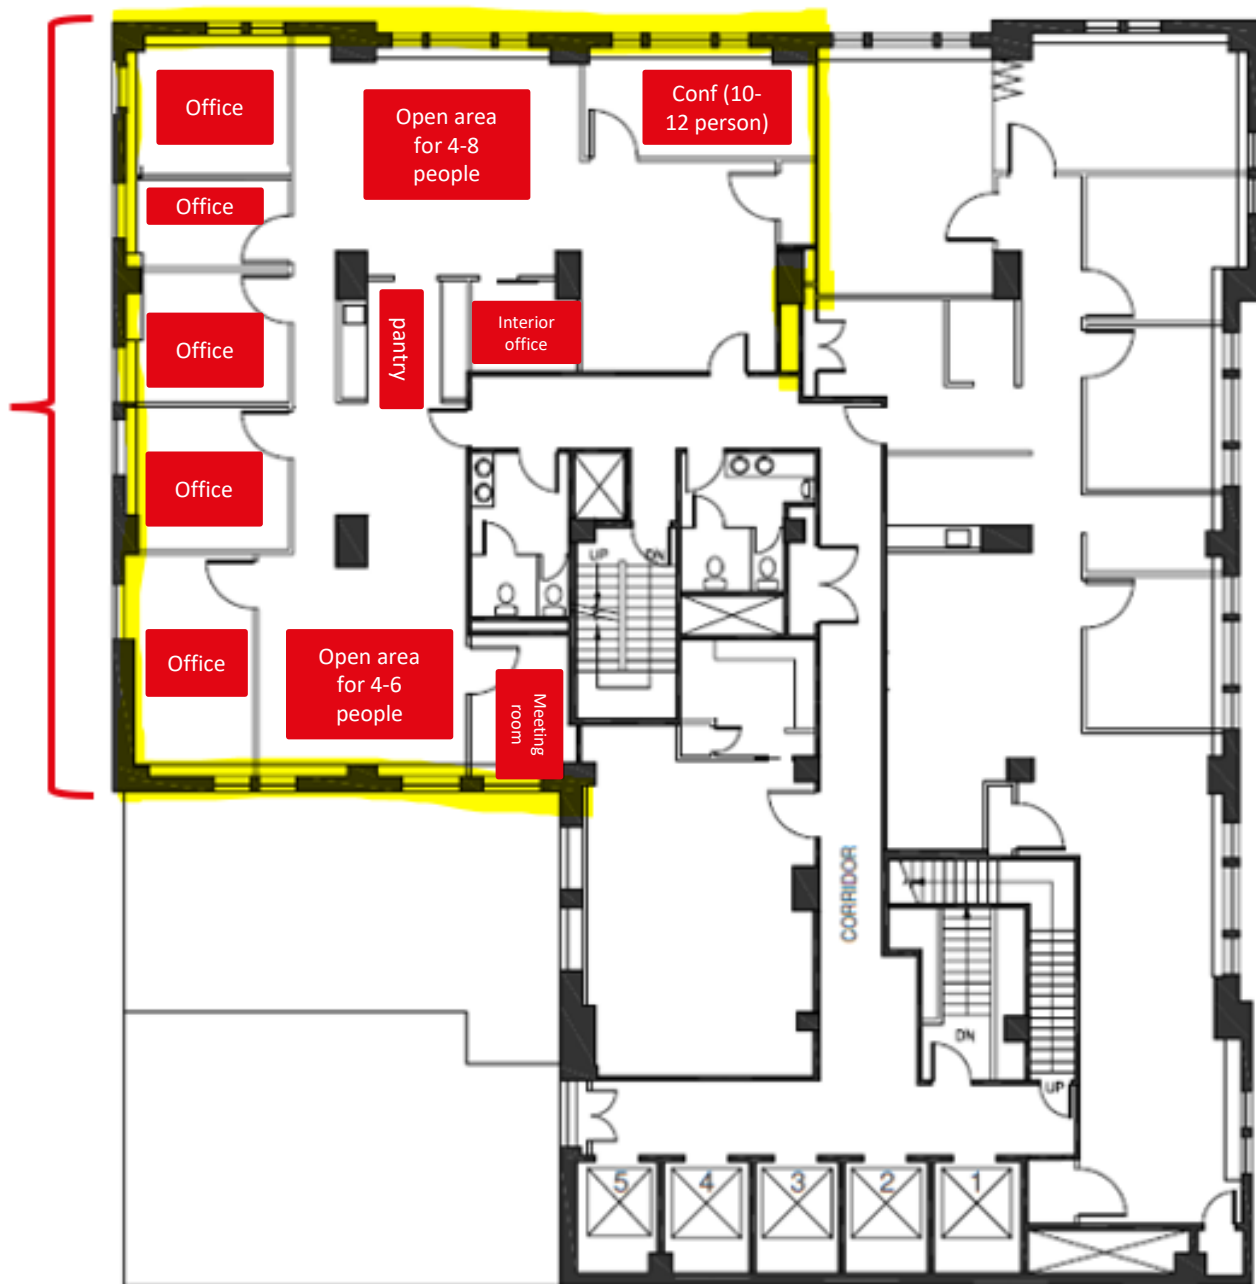 Office
Open area
for 4-8
people
Conf (10-
12 person)
Office
Office
pantry
Interior
office
Office
UP
DN
Office
Open area
for 4-6
people
Meeting
room
CORRIDOR
DN
UP
5
4
3
2
1